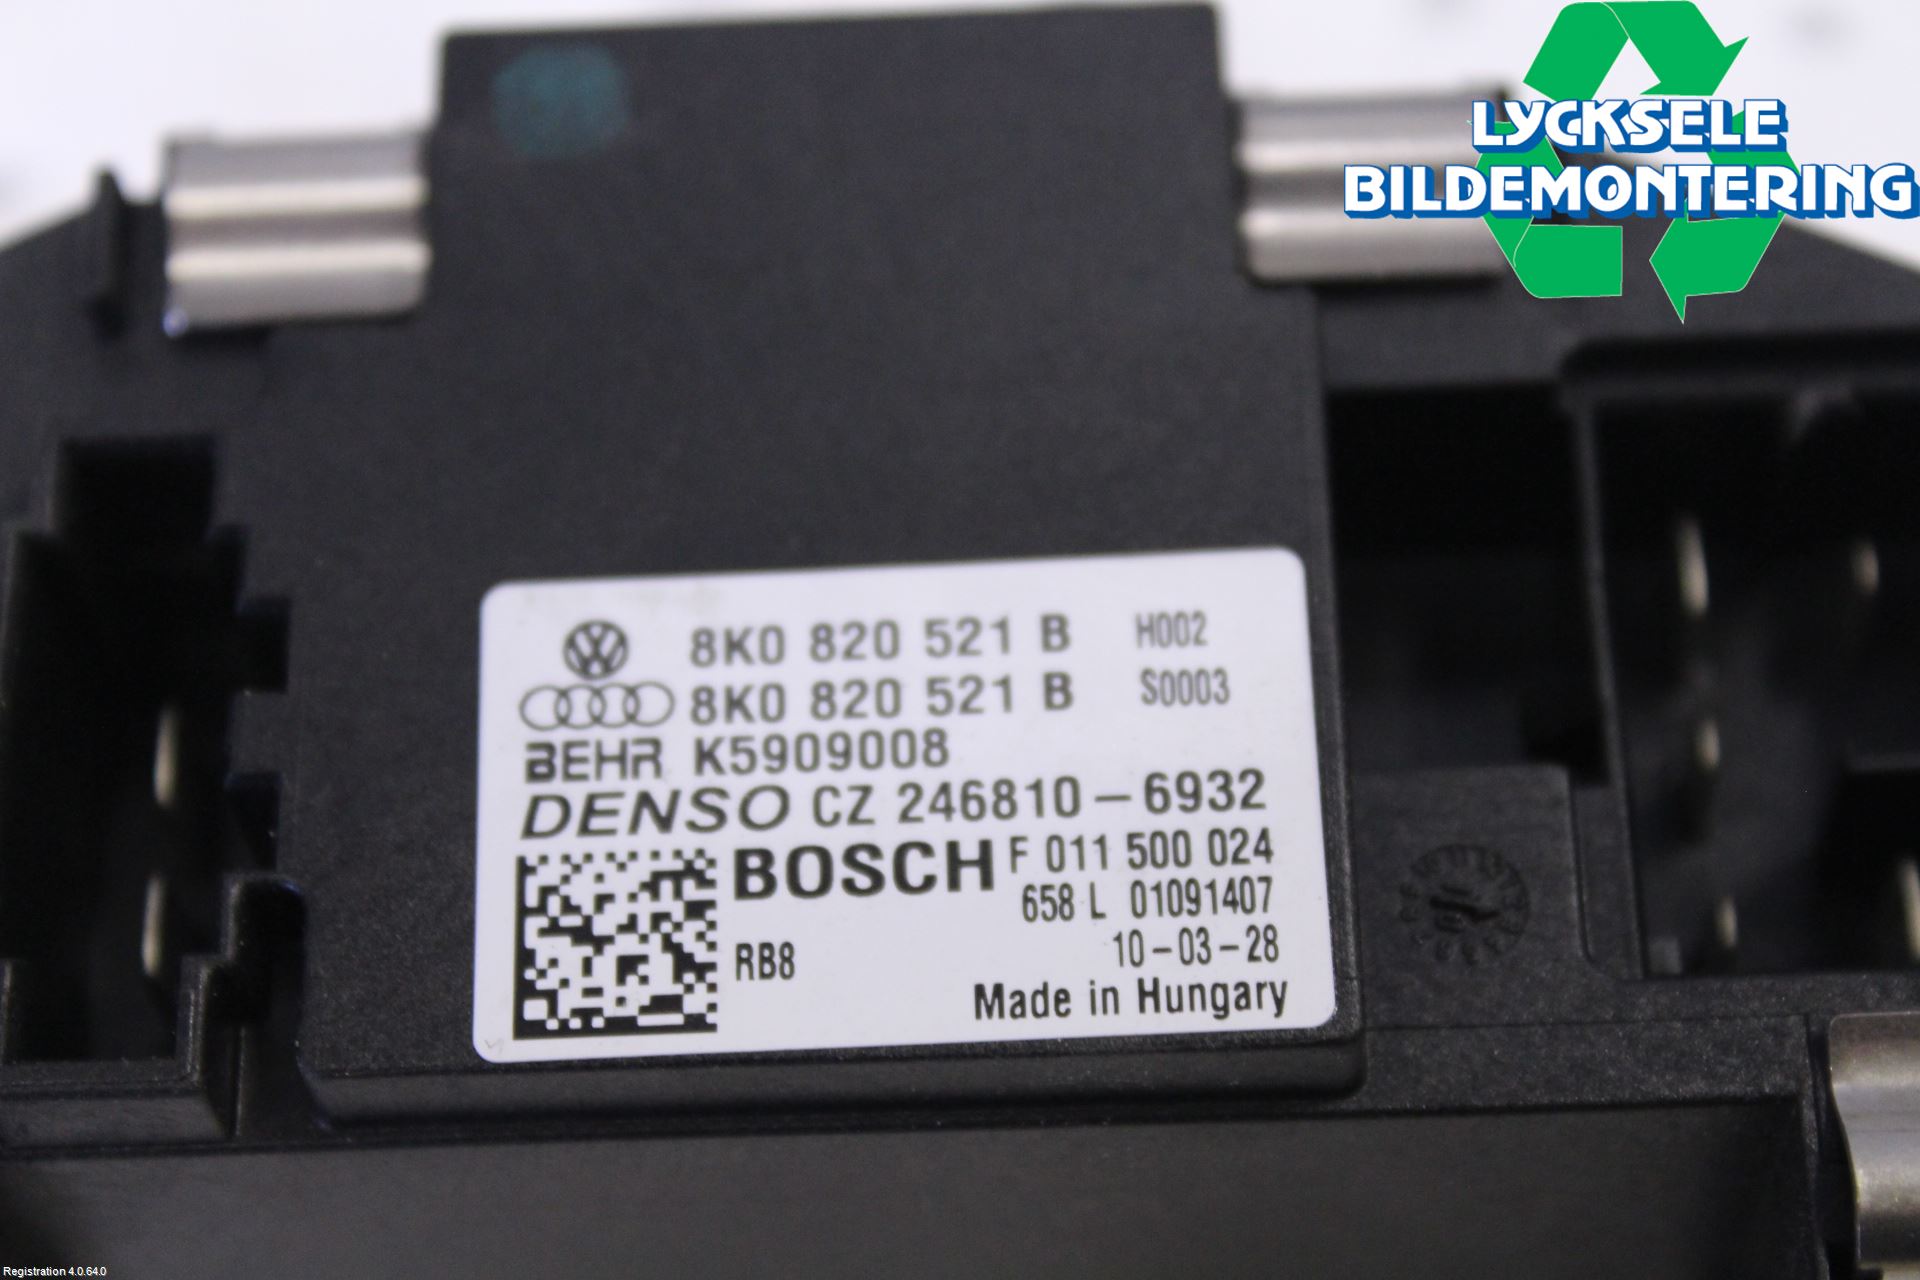 LYCKSELE
BILDEMONTERING
8K0 820 521 B H002
8K0 820 521 B S0003
BEHR K5909008
DENSO CZ 246810-6932
BOSCH F 011 500 024
658 L 01091407
RB8 10-03-28
Made in Hungary
Registration 4.0.64.0